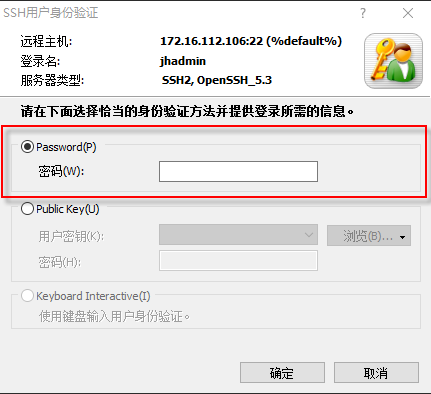 SSH用户身份验证
远程主机: 172.16.112.106:22 (%default%)
登录名: jhadmin
服务器类型: SSH2, OpenSSH_5.3
请在下面选择恰当的身份验证方法并提供登录所需的信息。
Password(P)
密码(W):
Public Key(U)
用户密钥(K): 浏览(B)...
密码(H):
Keyboard Interactive(I)
使用键盘输入用户身份验证。
确定 取消